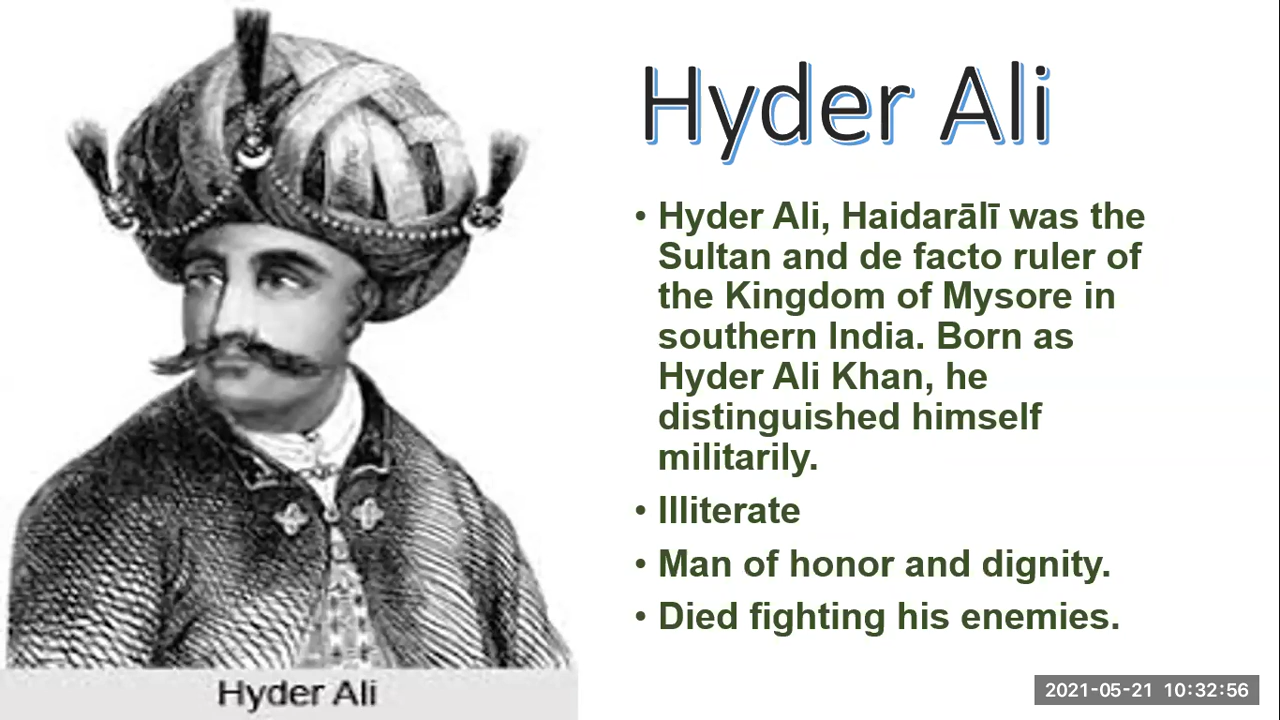 Hyder Ali
• Hyder Ali, Haidarālī was the
Sultan and de facto ruler of
the Kingdom of Mysore in
southern India. Born as
Hyder Ali Khan, he
distinguished himself
militarily.
• Illiterate
• Man of honor and dignity.
• Died fighting his enemies.
Hyder Ali
2021-05-21 10:32:56